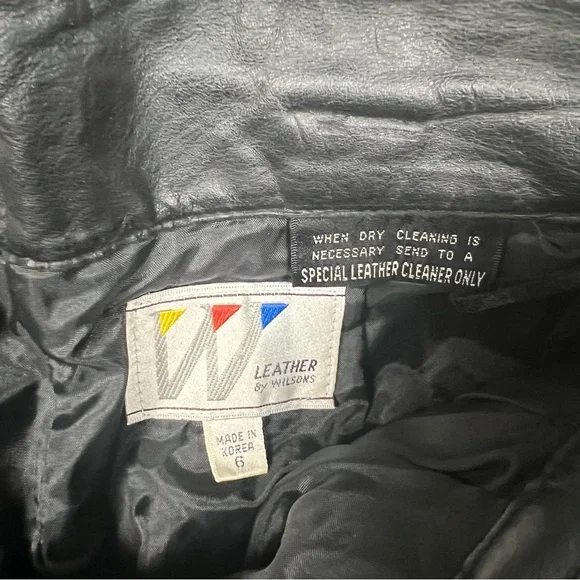 WHEN DRY CLEANING IS
NECESSARY SEND TO A
SPECIAL LEATHER CLEANER ONLY
W
LEATHER
BY WILSONS
MADE IN
KOREA
6